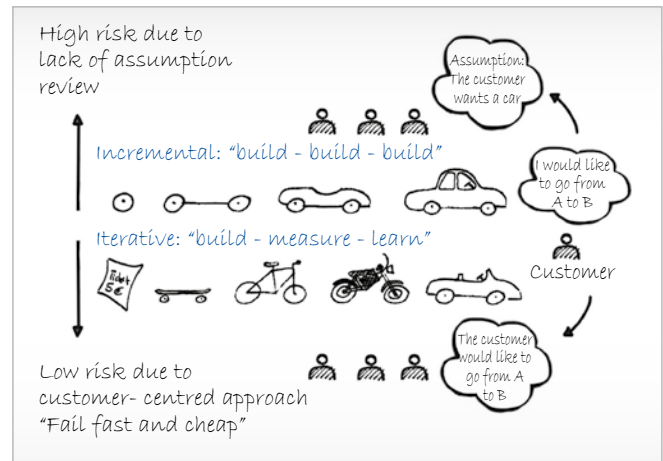 High risk due to
lack of assumption
review
Assumption:
The customer
wants a car
Incremental: "build - build - build"
I would like
to go from
A to B
Iterative: "build - measure - learn"
Ticket
5€
Customer
The customer
would like to
go from A
to B
Low risk due to
customer- centred approach
"Fail fast and cheap"